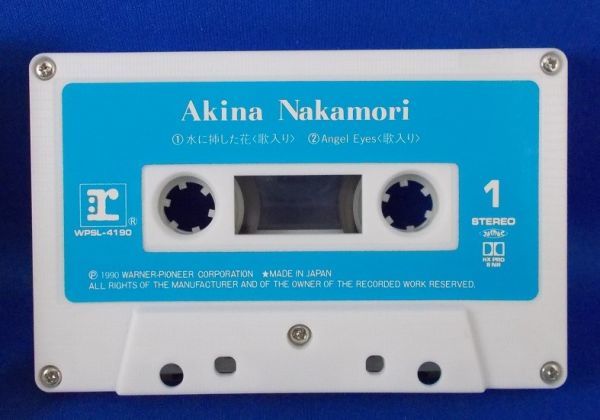 Akina Nakamori
①水に挿した花〈歌入り〉 ②Angel Eyes〈歌入り〉
r®
WPSL-4190
1
STEREO
HX PRO
B NR
Ⓟ 1990 WARNER-PIONEER CORPORATION ★MADE IN JAPAN
ALL RIGHTS OF THE MANUFACTURER AND OF THE OWNER OF THE RECORDED WORK RESERVED.